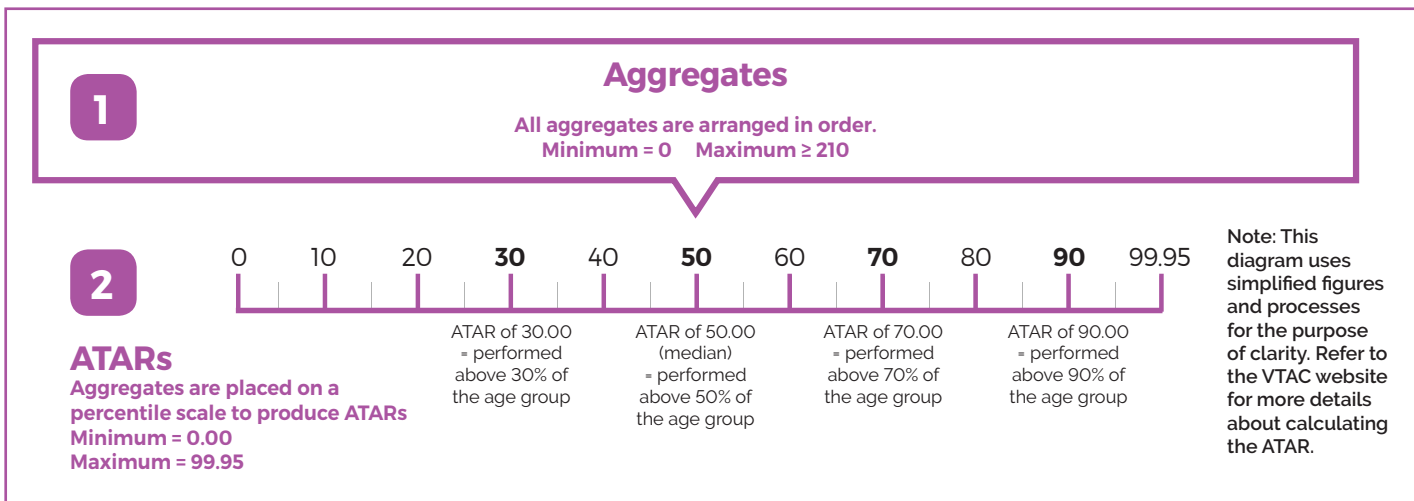 1
Aggregates
All aggregates are arranged in order.
Minimum = 0 Maximum ≥ 210
2
0 10 20 30 40 50 60 70 80 90 99.95
ATARs
Aggregates are placed on a
percentile scale to produce ATARs
Minimum = 0.00
Maximum = 99.95
ATAR of 30.00
= performed
above 30% of
the age group
ATAR of 50.00
(median)
= performed
above 50% of
the age group
ATAR of 70.00
= performed
above 70% of
the age group
ATAR of 90.00
= performed
above 90% of
the age group
Note: This
diagram uses
simplified figures
and processes
for the purpose
of clarity. Refer to
the VTAC website
for more details
about calculating
the ATAR.